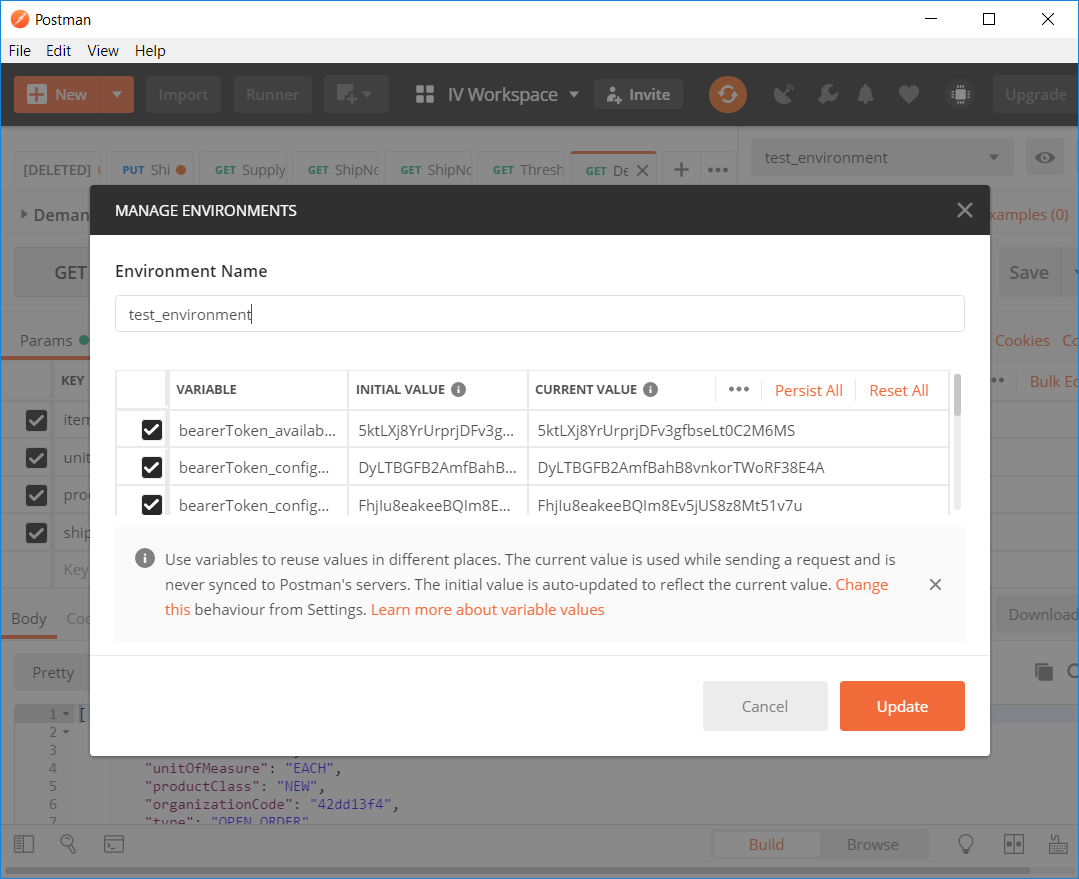 Postman
File Edit View Help
New Import Runner IV Workspace Invite Upgrade
[DELETED] PUT Shi GET Supply GET ShipNo GET ShipNo GET Thresh GET De test_environment
Deman xamples (0)
MANAGE ENVIRONMENTS
GET Save
Environment Name
test_environment
Params Cookies Co
KEY Bulk Ed
VARIABLE INITIAL VALUE CURRENT VALUE ••• Persist All Reset All
item
bearerToken_availab... 5ktLXj8YrUrprjDFv3g... 5ktLXj8YrUrprjDFv3gfbseLt0C2M6MS
unit
bearerToken_config... DyLTBGFB2AmfBahB... DyLTBGFB2AmfBahB8vnkorTWoRF38E4A
pro
bearerToken_config... FhjIu8eakeeBQIm8E... FhjIu8eakeeBQIm8Ev5jUS8z8Mt51v7u
ship
Key
Use variables to reuse values in different places. The current value is used while sending a request and is
never synced to Postman's servers. The initial value is auto-updated to reflect the current value. Change
this behaviour from Settings. Learn more about variable values
Body Coo Download
Pretty
Cancel Update
1 [
2
3
4 "unitOfMeasure": "EACH",
5 "productClass": "NEW",
6 "organizationCode": "42dd13f4",
7 "type": "OPEN_ORDER"
Build Browse